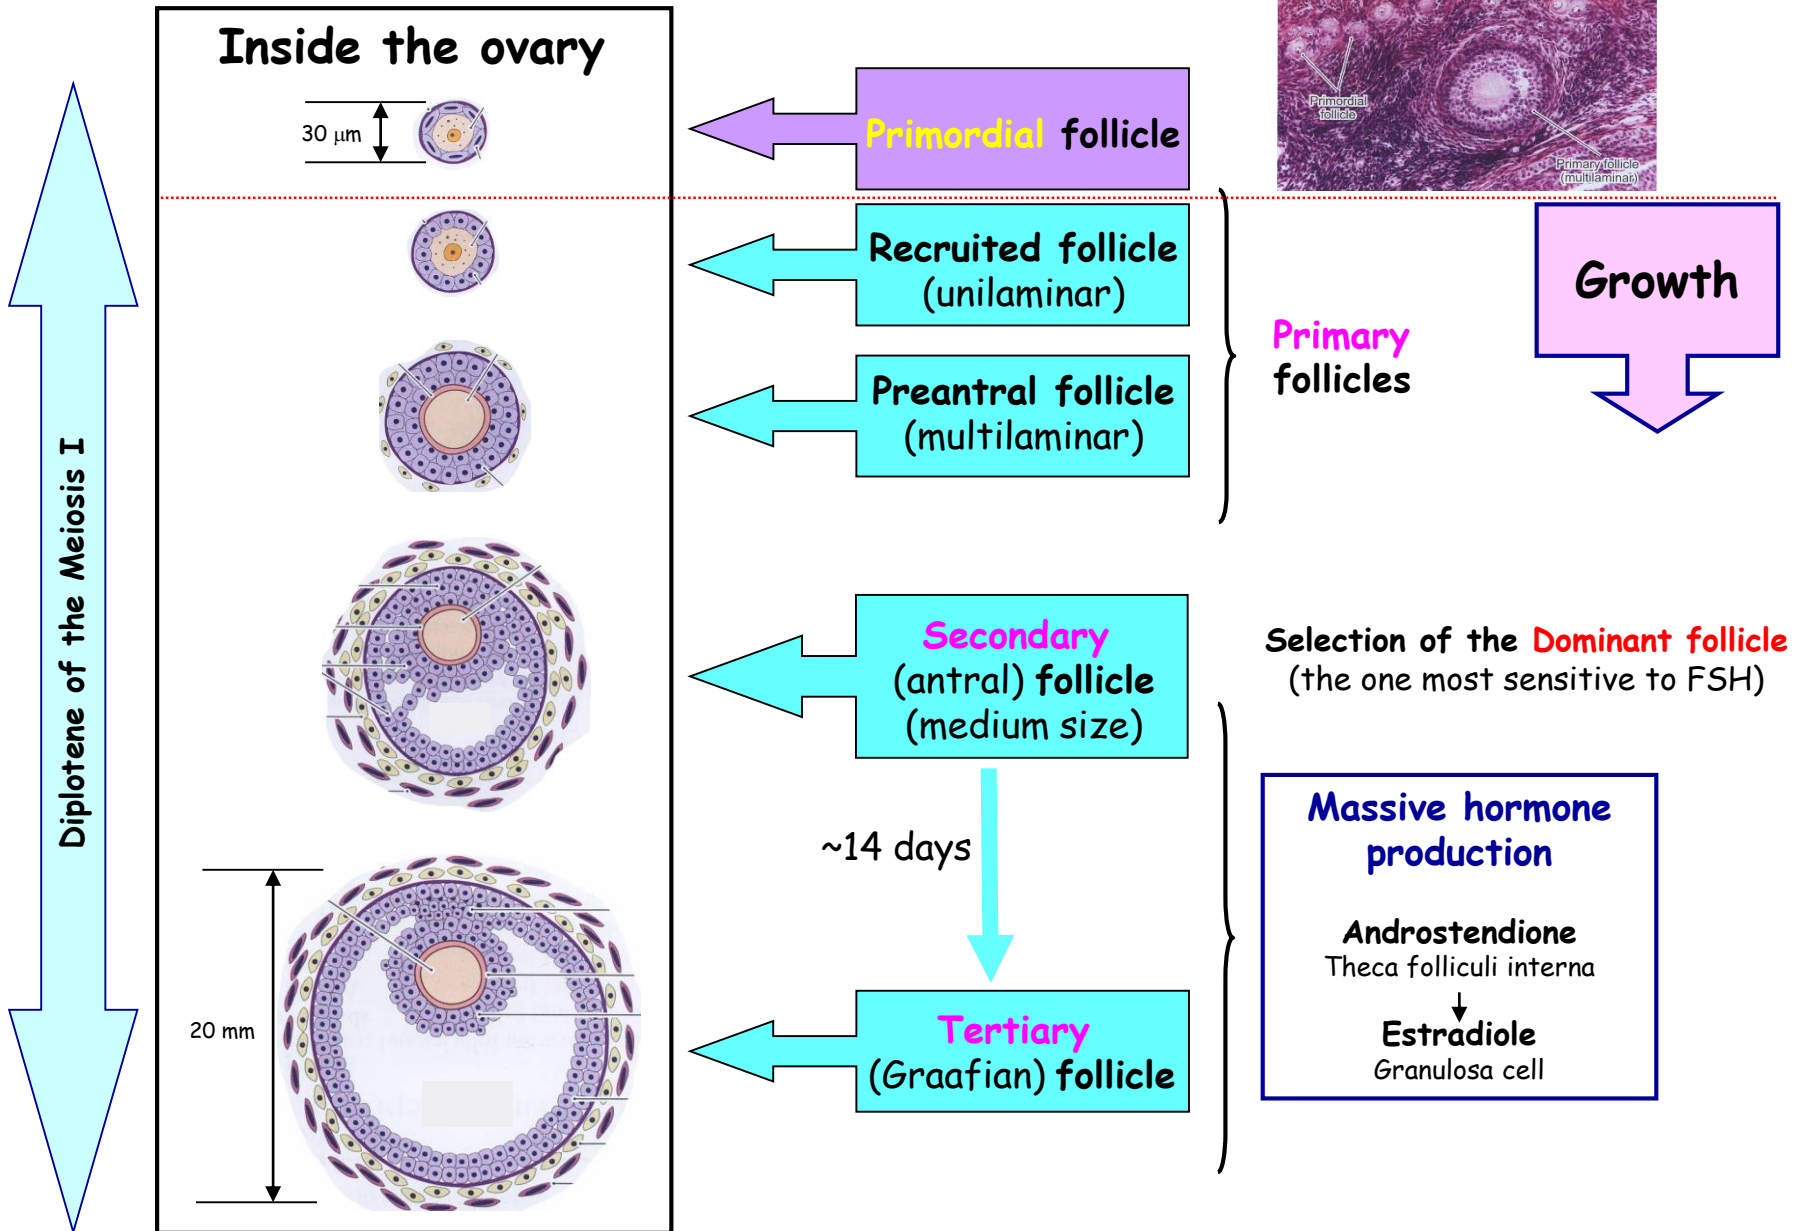 Inside the ovary
30 μm
Primordial follicle
Primordial
follicle
Primary follicle
(multilaminar)
Recruited follicle
(unilaminar)
Preantral follicle
(multilaminar)
Primary
follicles
Growth
Diplotene of the Meiosis I
Secondary
(antral) follicle
(medium size)
Selection of the Dominant follicle
(the one most sensitive to FSH)
~14 days
Massive hormone
production
Androstendione
Theca folliculi interna
Estradiole
Granulosa cell
20 mm
Tertiary
(Graafian) follicle